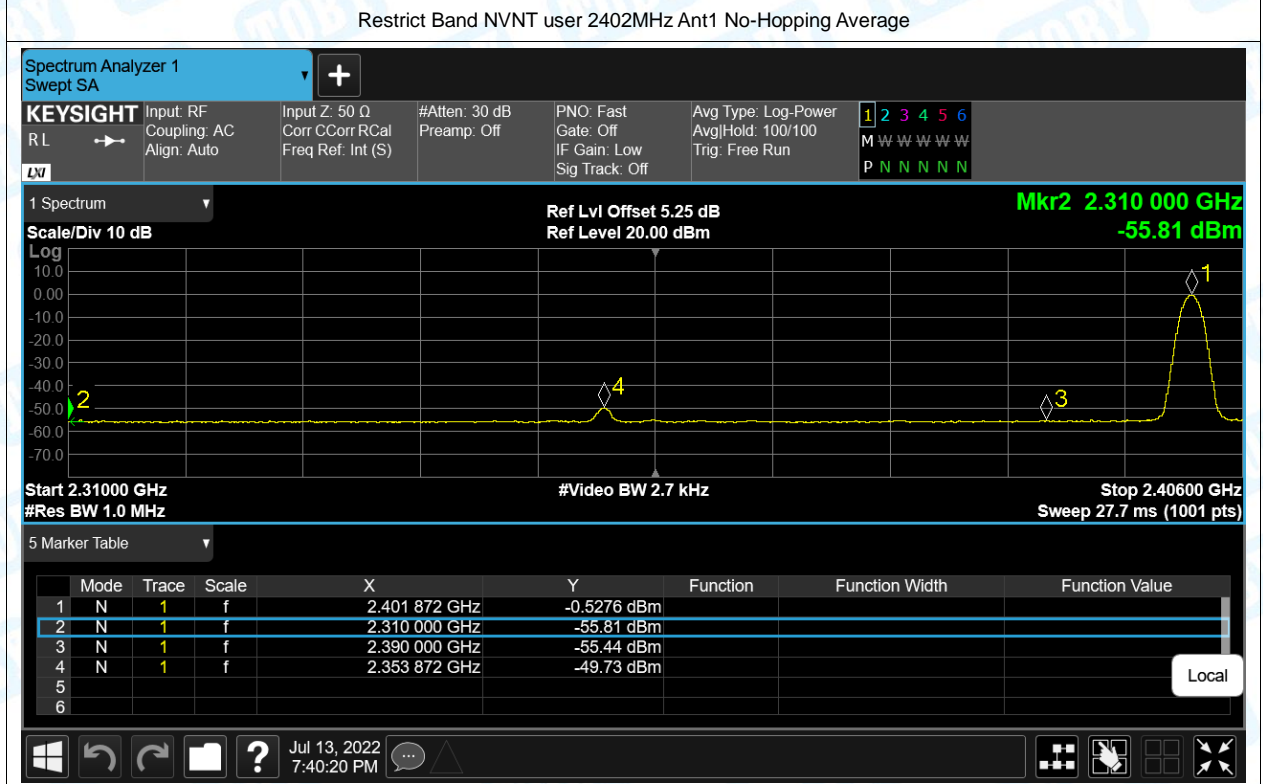 Restrict Band NVNT user 2402MHz Ant1 No-Hopping Average
Spectrum Analyzer 1
Swept SA
KEYSIGHT
R L
LXI
Input: RF
Coupling: AC
Align: Auto
Input Z: 50 Ω
Corr CCorr RCal
Freq Ref: Int (S)
#Atten: 30 dB
Preamp: Off
PNO: Fast
Gate: Off
IF Gain: Low
Sig Track: Off
Avg Type: Log-Power
Avg|Hold: 100/100
Trig: Free Run
1 2 3 4 5 6
M W W W W W
P N N N N N
1 Spectrum
Scale/Div 10 dB
Ref Lvl Offset 5.25 dB
Ref Level 20.00 dBm
Mkr2 2.310 000 GHz
-55.81 dBm
Log
10.0
0.00
-10.0
-20.0
-30.0
-40.0
-50.0
-60.0
-70.0
1
2
4
3
Start 2.31000 GHz
#Res BW 1.0 MHz
#Video BW 2.7 kHz
Stop 2.40600 GHz
Sweep 27.7 ms (1001 pts)
5 Marker Table
Mode Trace Scale X Y Function Function Width Function Value
1 N 1 f 2.401 872 GHz -0.5276 dBm
2 N 1 f 2.310 000 GHz -55.81 dBm
3 N 1 f 2.390 000 GHz -55.44 dBm
4 N 1 f 2.353 872 GHz -49.73 dBm
5
6
Local
?
Jul 13, 2022
7:40:20 PM
TOBY